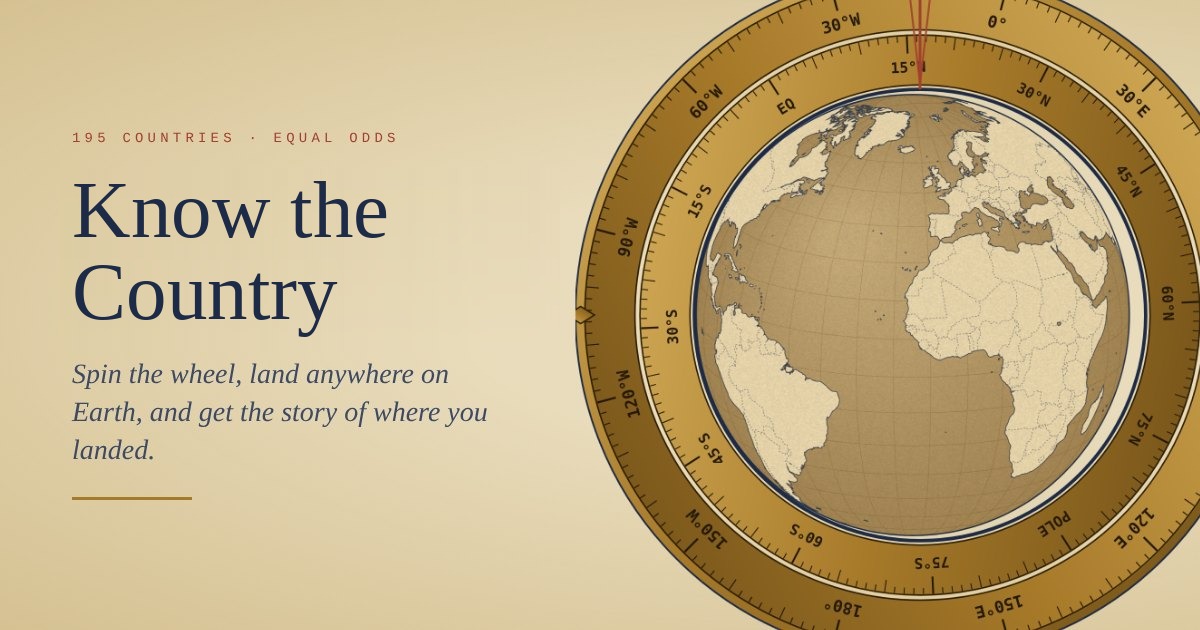 195 COUNTRIES · EQUAL ODDS
Know the
Country
Spin the wheel, land anywhere on
Earth, and get the story of where you
landed.
30°W
0°
30°E
60°W
90°W
120°W
150°W
180°
150°E
120°E
15°N
30°N
45°N
60°N
75°N
POLE
75°S
60°S
45°S
30°S
15°S
EQ